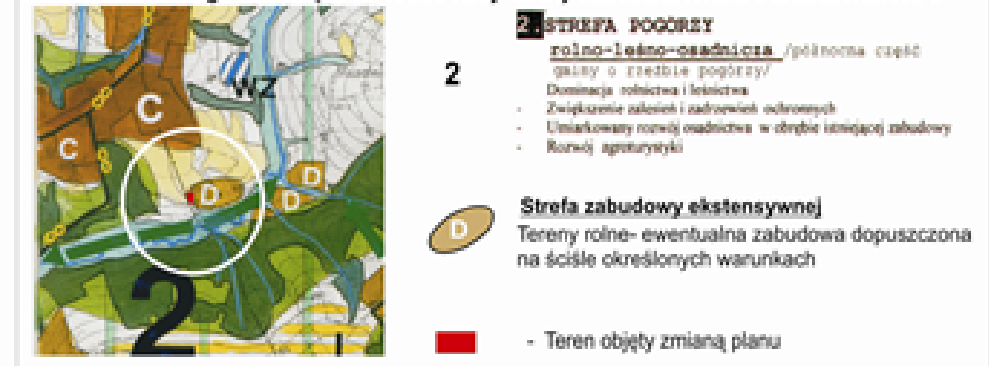 C
C
WZ
D
D
D
2
2
2.STREFA POGÓRZY
rolno-leśno-osadnicza /północna część
gminy o rzeźbie pogórzy/
Dominacja rolnictwa i leśnictwa
- Zwiększenie zalesień i zadrzewień ochronnych
- Umiarkowany rozwój osadnictwa w obrębie istniejącej zabudowy
- Rozwój agroturystyki
D
Strefa zabudowy ekstensywnej
Tereny rolne- ewentualna zabudowa dopuszczona
na ściśle określonych warunkach
- Teren objęty zmianą planu